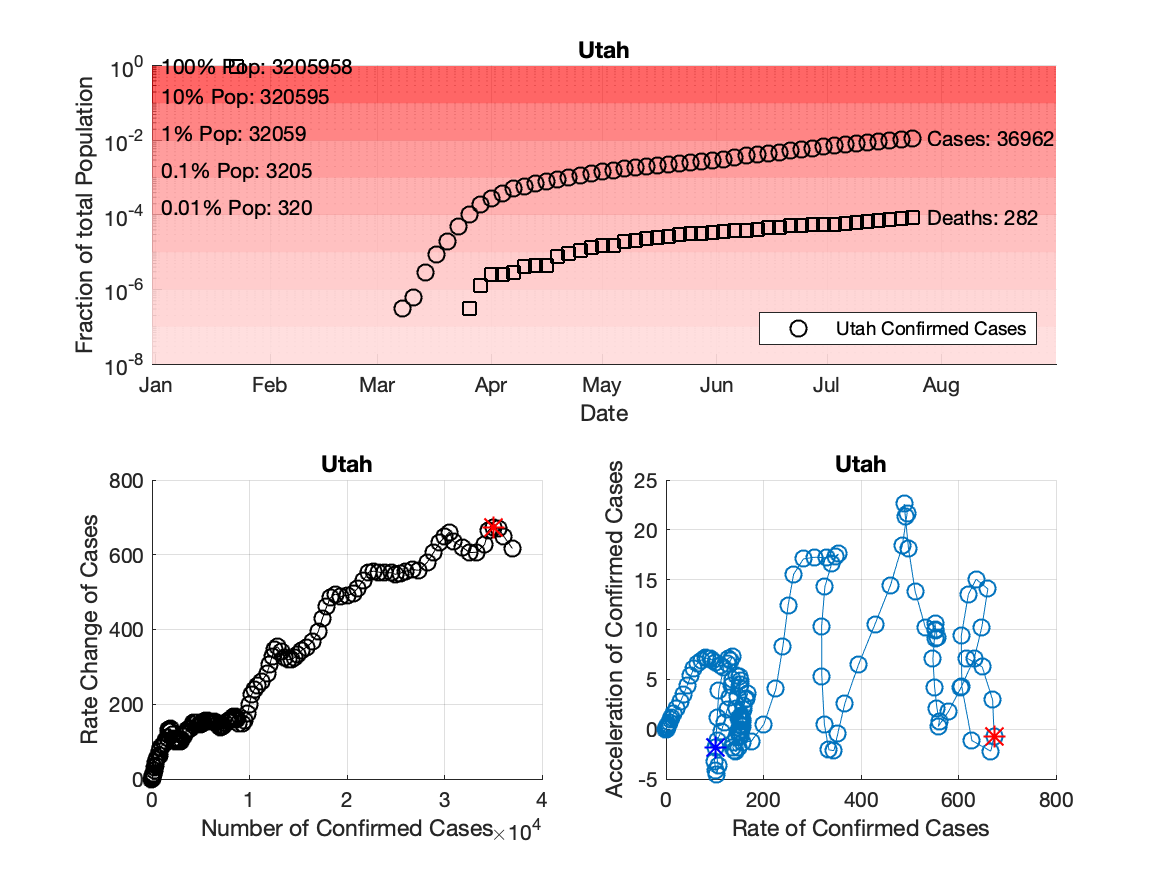 Utah
Fraction of total Population
10^0
10^-2
10^-4
10^-6
10^-8
100% Pop: 3205958
10% Pop: 320595
1% Pop: 32059
0.1% Pop: 3205
0.01% Pop: 320
Cases: 36962
Deaths: 282
Utah Confirmed Cases
Jan Feb Mar Apr May Jun Jul Aug
Date
Utah
Rate Change of Cases
800
600
400
200
0
0 1 2 3 4
Number of Confirmed Cases ×10^4
Utah
Acceleration of Confirmed Cases
25
20
15
10
5
0
-5
0 200 400 600 800
Rate of Confirmed Cases